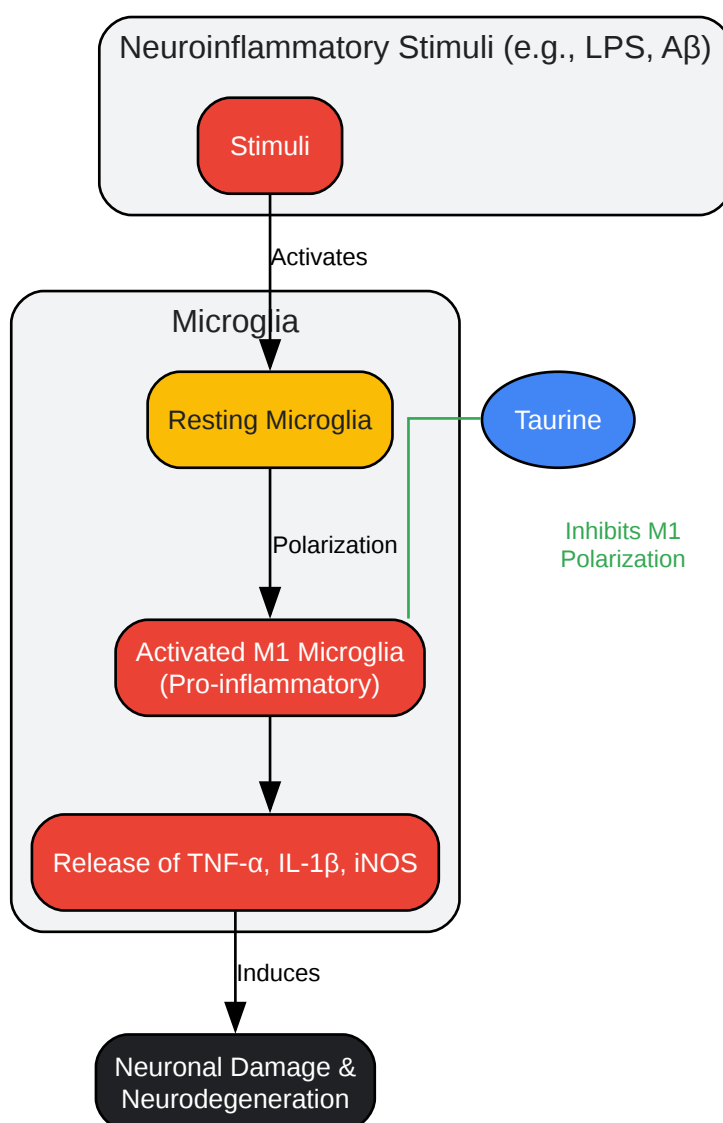 Neuroinflammatory Stimuli (e.g., LPS, Aβ)
Stimuli
Activates
Microglia
Resting Microglia
Taurine
Polarization
Inhibits M1
Polarization
Activated M1 Microglia
(Pro-inflammatory)
Release of TNF-α, IL-1β, iNOS
Induces
Neuronal Damage &
Neurodegeneration